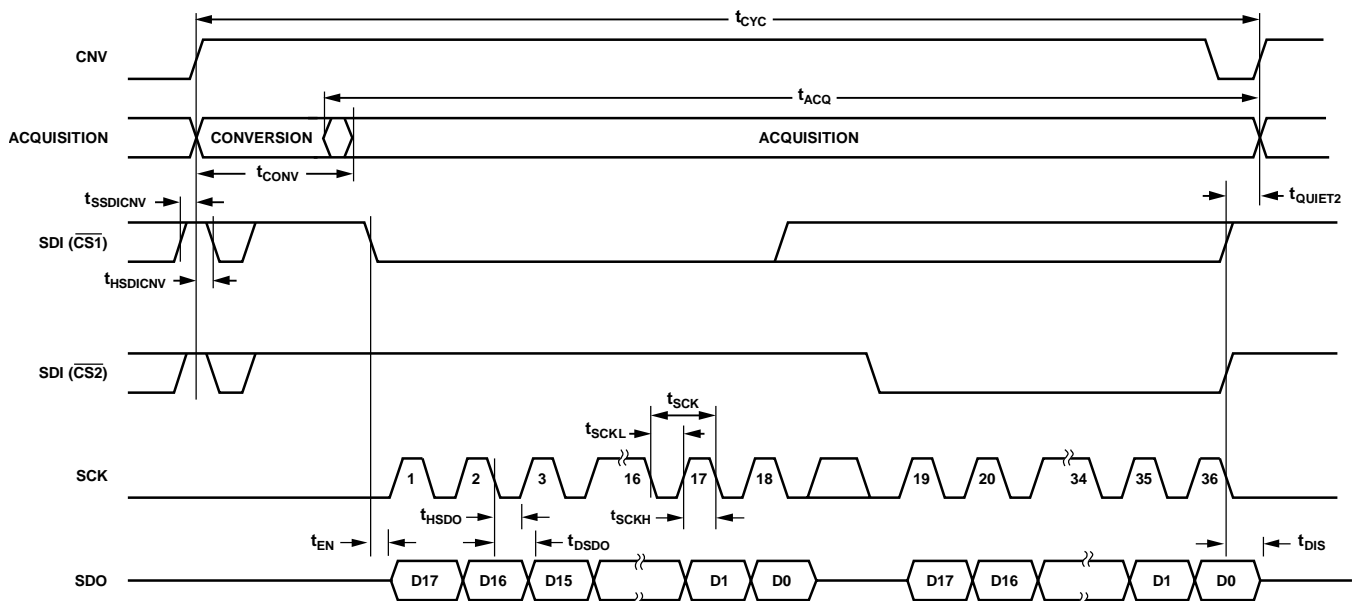 tCYC
CNV
tACQ
ACQUISITION CONVERSION ACQUISITION
tCONV
tSSDICNV
tQUIET2
SDI (CS1)
tHSDICNV
SDI (CS2)
tSCK
tSCKL
SCK 1 2 3 16 17 18 19 20 34 35 36
tHSDO tSCKH
tEN tDSDO tDIS
SDO D17 D16 D15 D1 D0 D17 D16 D1 D0